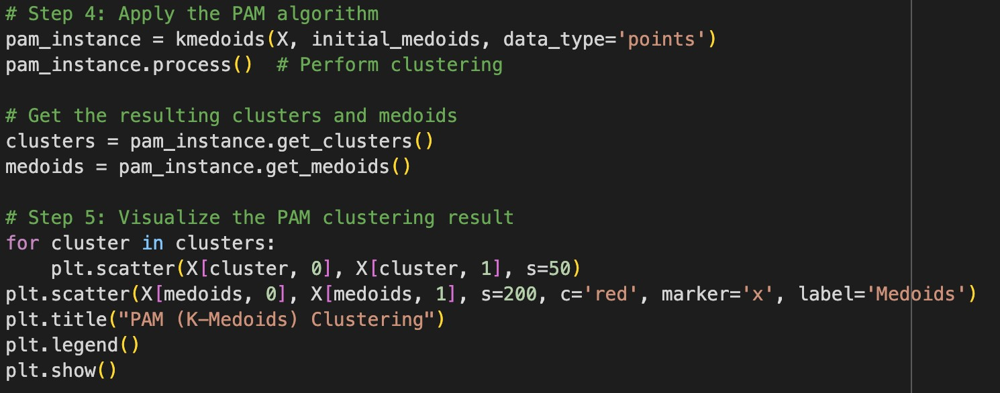 # Step 4: Apply the PAM algorithm
pam_instance = kmedoids(X, initial_medoids, data_type='points')
pam_instance.process()  # Perform clustering
# Get the resulting clusters and medoids
clusters = pam_instance.get_clusters()
medoids = pam_instance.get_medoids()
# Step 5: Visualize the PAM clustering result
for cluster in clusters:
    plt.scatter(X[cluster, 0], X[cluster, 1], s=50)
plt.scatter(X[medoids, 0], X[medoids, 1], s=200, c='red', marker='x', label='Medoids')
plt.title("PAM (K-Medoids) Clustering")
plt.legend()
plt.show()